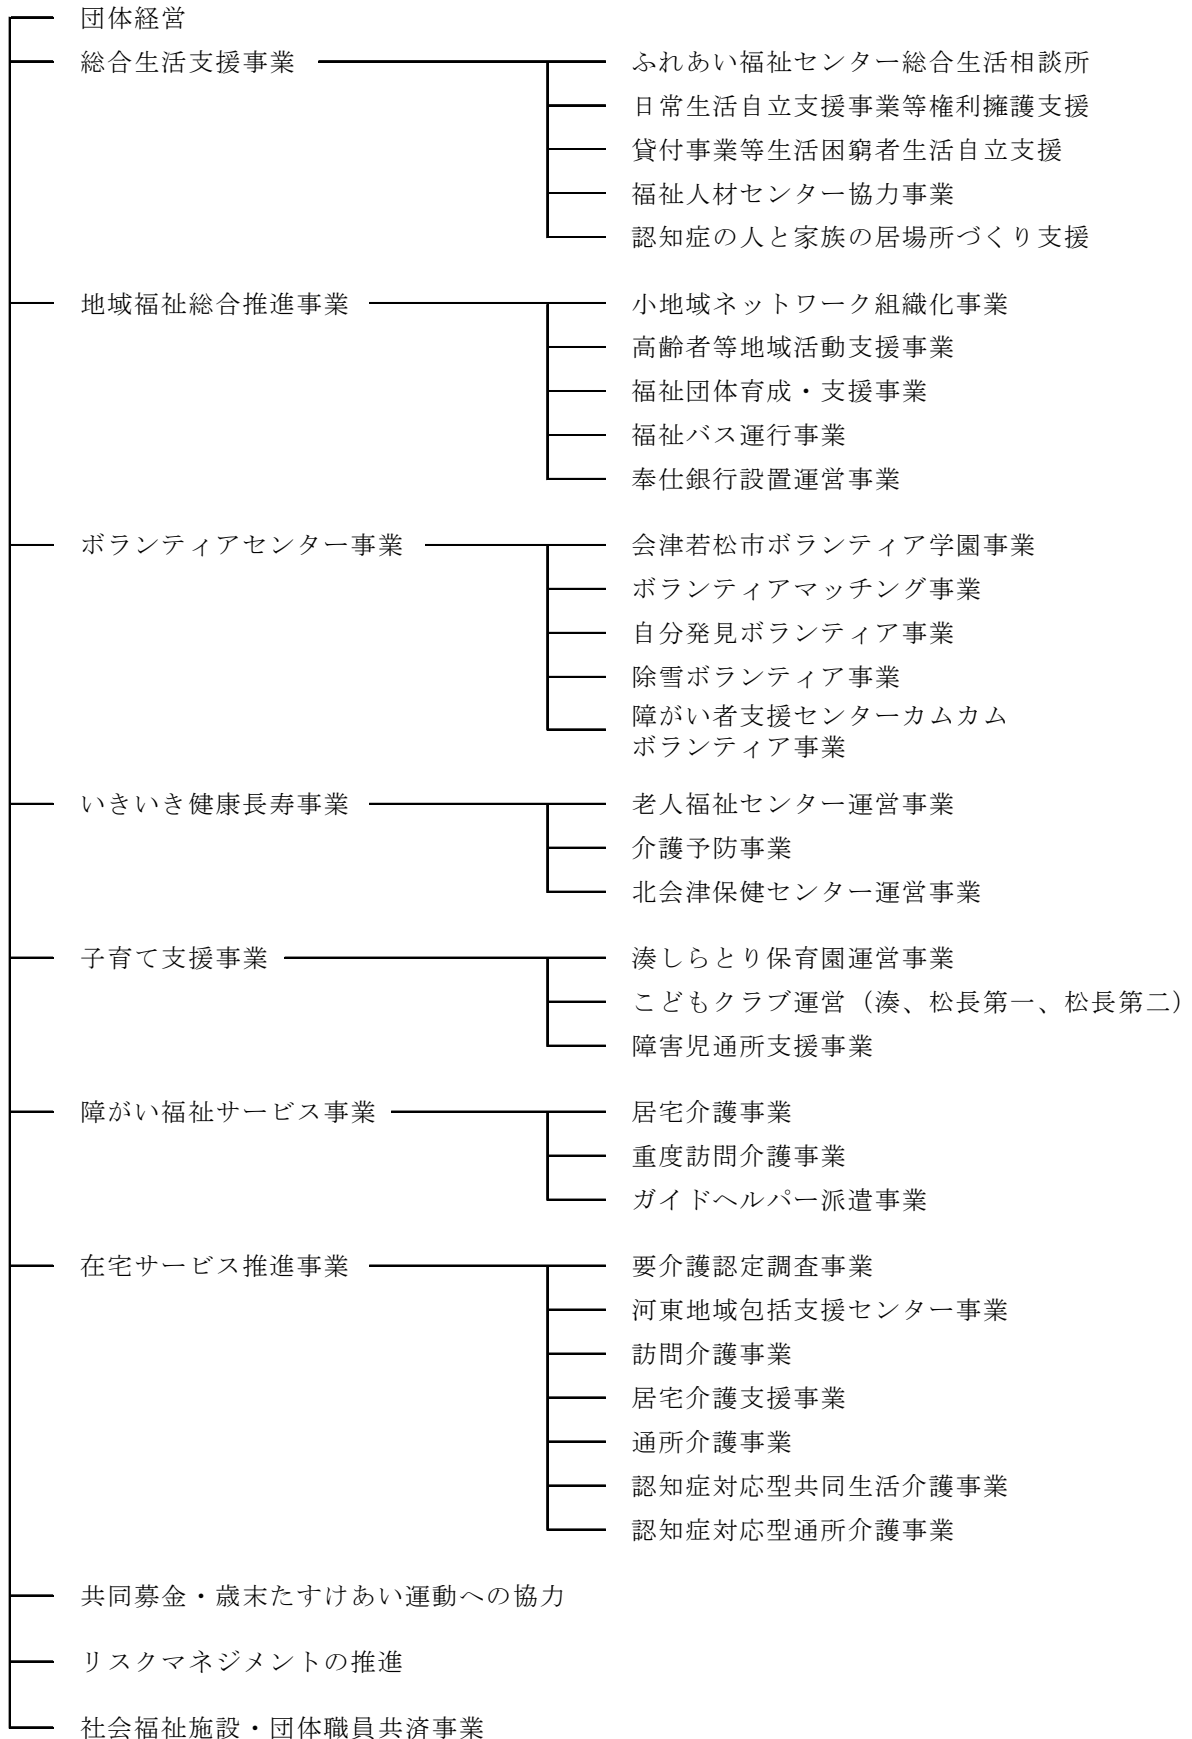 団体経営
総合生活支援事業
ふれあい福祉センター総合生活相談所
日常生活自立支援事業等権利擁護支援
貸付事業等生活困窮者生活自立支援
福祉人材センター協力事業
認知症の人と家族の居場所づくり支援
地域福祉総合推進事業
小地域ネットワーク組織化事業
高齢者等地域活動支援事業
福祉団体育成・支援事業
福祉バス運行事業
奉仕銀行設置運営事業
ボランティアセンター事業
会津若松市ボランティア学園事業
ボランティアマッチング事業
自分発見ボランティア事業
除雪ボランティア事業
障がい者支援センターカムカム
ボランティア事業
いきいき健康長寿事業
老人福祉センター運営事業
介護予防事業
北会津保健センター運営事業
子育て支援事業
湊しらとり保育園運営事業
こどもクラブ運営（湊、松長第一、松長第二）
障害児通所支援事業
障がい福祉サービス事業
居宅介護事業
重度訪問介護事業
ガイドヘルパー派遣事業
在宅サービス推進事業
要介護認定調査事業
河東地域包括支援センター事業
訪問介護事業
居宅介護支援事業
通所介護事業
認知症対応型共同生活介護事業
認知症対応型通所介護事業
共同募金・歳末たすけあい運動への協力
リスクマネジメントの推進
社会福祉施設・団体職員共済事業